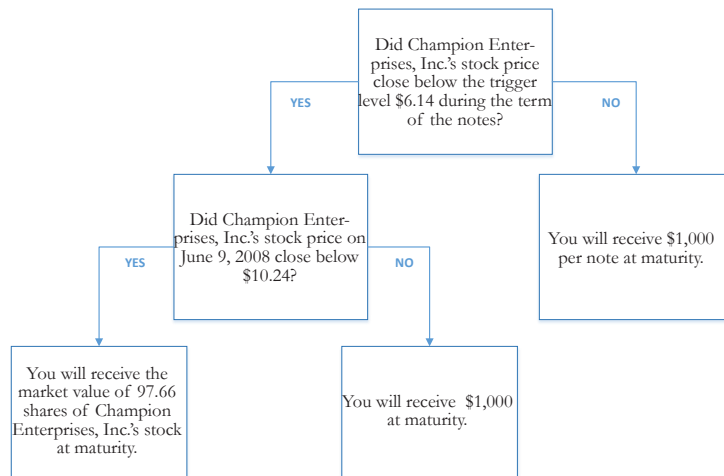 Did Champion Enter-
prises, Inc.'s stock price
close below the trigger
level $6.14 during the term
of the notes?
YES
NO
Did Champion Enter-
prises, Inc.'s stock price on
June 9, 2008 close below
$10.24?
You will receive $1,000
per note at maturity.
YES
NO
You will receive the
market value of 97.66
shares of Champion
Enterprises, Inc.'s stock
at maturity.
You will receive $1,000
at maturity.